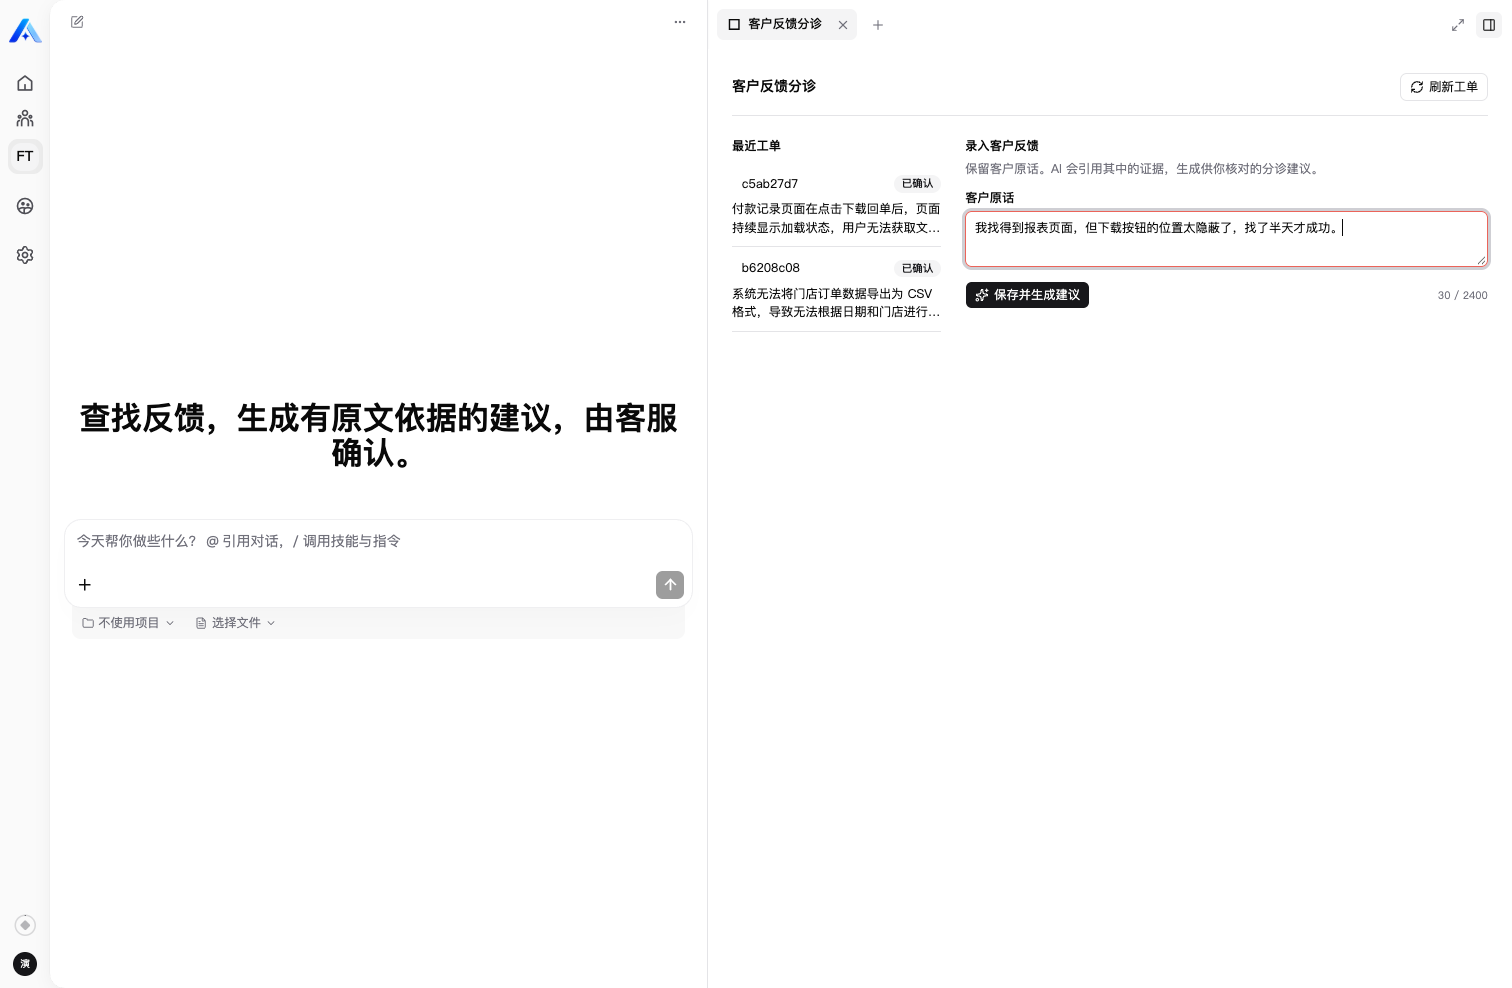 FT
演
查找反馈，生成有原文依据的建议，由客服
确认。
今天帮你做些什么？ @ 引用对话，/ 调用技能与指令
不使用项目
选择文件
客户反馈分诊
客户反馈分诊
刷新工单
最近工单
c5ab27d7
已确认
付款记录页面在点击下载回单后，页面
持续显示加载状态，用户无法获取文...
b6208c08
已确认
系统无法将门店订单数据导出为 CSV
格式，导致无法根据日期和门店进行...
录入客户反馈
保留客户原话。AI 会引用其中的证据，生成供你核对的分诊建议。
客户原话
我找得到报表页面，但下载按钮的位置太隐蔽了，找了半天才成功。
保存并生成建议
30 / 2400